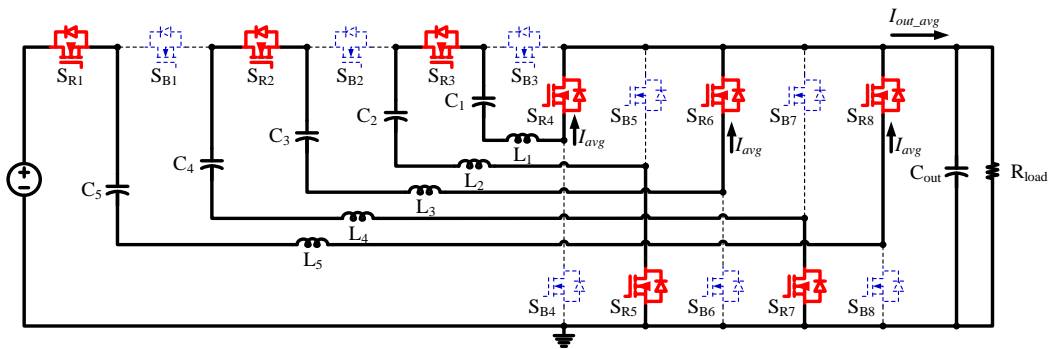 I_out_avg
S_R1
S_B1
S_R2
S_B2
S_R3
S_B3
C_1
C_2
S_R4
S_B5
S_R6
S_B7
S_R8
C_3
I_avg
I_avg
I_avg
L_1
C_4
L_2
C_5
C_out
R_load
L_3
L_4
L_5
S_B4
S_R5
S_B6
S_R7
S_B8